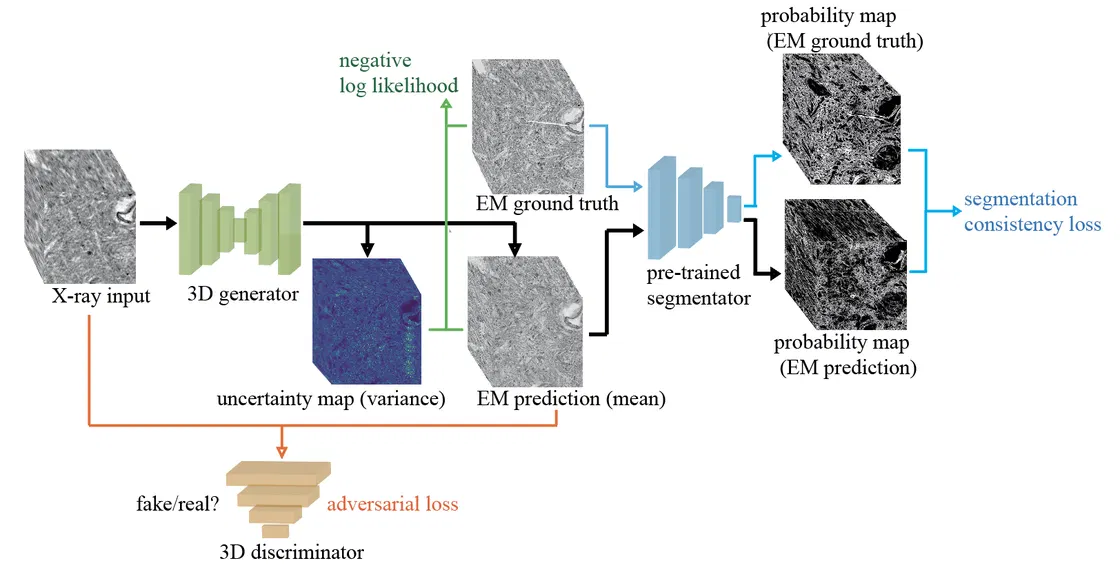 probability map
(EM ground truth)
negative
log likelihood
EM ground truth
segmentation
consistency loss
X-ray input
3D generator
pre-trained
segmentator
uncertainty map (variance)
EM prediction (mean)
probability map
(EM prediction)
fake/real?
adversarial loss
3D discriminator